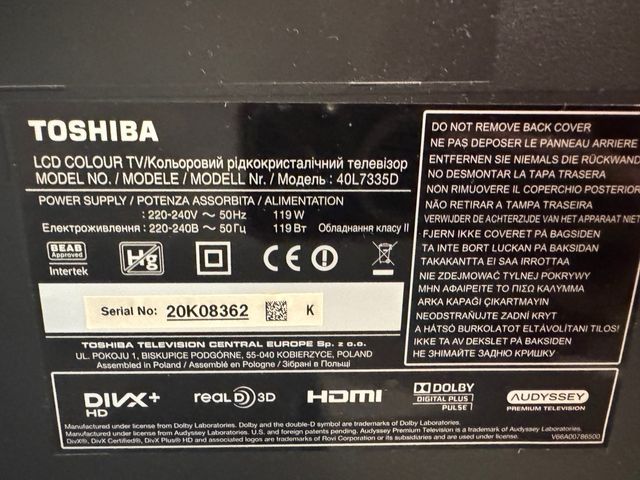 TOSHIBA
LCD COLOUR TV/Кольоровий рідкокристалічний телевізор
MODEL NO. / MODELE / MODELL Nr. / Модель : 40L7335D
POWER SUPPLY / POTENZA ASSORBITA / ALIMENTATION
: 220-240V ~ 50Hz 119 W
Електроживлення : 220-240В ~ 50Гц 119 Вт Обладнання класу II
BEAB
Approved
Intertek
Hg
CE
Serial No: 20K08362 K
TOSHIBA TELEVISION CENTRAL EUROPE Sp. z o.o.
UL. POKOJU 1, BISKUPICE PODGÓRNE, 55-040 KOBIERZYCE, POLAND
Assembled in Poland / Assemblé en Pologne / Зібрані в Польщі
DO NOT REMOVE BACK COVER
NE PAS DEPOSER LE PANNEAU ARRIERE
ENTFERNEN SIE NIEMALS DIE RÜCKWAND
NO DESMONTAR LA TAPA TRASERA
NON RIMUOVERE IL COPERCHIO POSTERIOR
NÃO RETIRAR A TAMPA TRASEIRA
VERWIJDER DE ACHTERZIJDE VAN HET APPARAAT NIET
FJERN IKKE COVERET PÅ BAGSIDEN
TA INTE BORT LUCKAN PÅ BAKSIDAN
TAKAKANTTA EI SAA IRROTTAA
NIE ZDEJMOWAĆ TYLNEJ POKRYWY
ΜΗΝ ΑΦΑΙΡΕΙΤΕ ΤΟ ΠΙΣΩ ΚΑΛΥΜΜΑ
ARKA KAPAĞI ÇIKARTMAYIN
NEODSTRAŇUJTE ZADNÍ KRYT
A HÁTSÓ BURKOLATOT ELTÁVOLÍTANI TILOS!
IKKE TA AV DEKSLET PÅ BAKSIDEN
НЕ ЗНИМАЙТЕ ЗАДНЮ КРИШКУ
DIVX+
HD
REALD 3D
HDMI
DOLBY
DIGITAL PLUS
PULSE
AUDYSSEY
PREMIUM TELEVISION
Manufactured under license from Dolby Laboratories. Dolby and the double-D symbol are trademarks of Dolby Laboratories.
Manufactured under license from Audyssey Laboratories. U.S. and foreign patents pending. Audyssey Premium Television is a trademark of Audyssey Laboratories.
DivX®, DivX Certified®, DivX Plus® HD and associated logos are trademarks of Rovi Corporation or its subsidiaries and are used under license.
V66A00786500